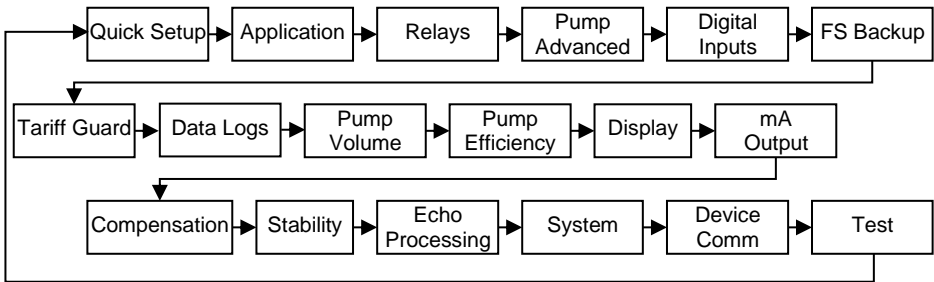 Quick Setup
Application
Relays
Pump
Advanced
Digital
Inputs
FS Backup
Tariff Guard
Data Logs
Pump
Volume
Pump
Efficiency
Display
mA
Output
Compensation
Stability
Echo
Processing
System
Device
Comm
Test